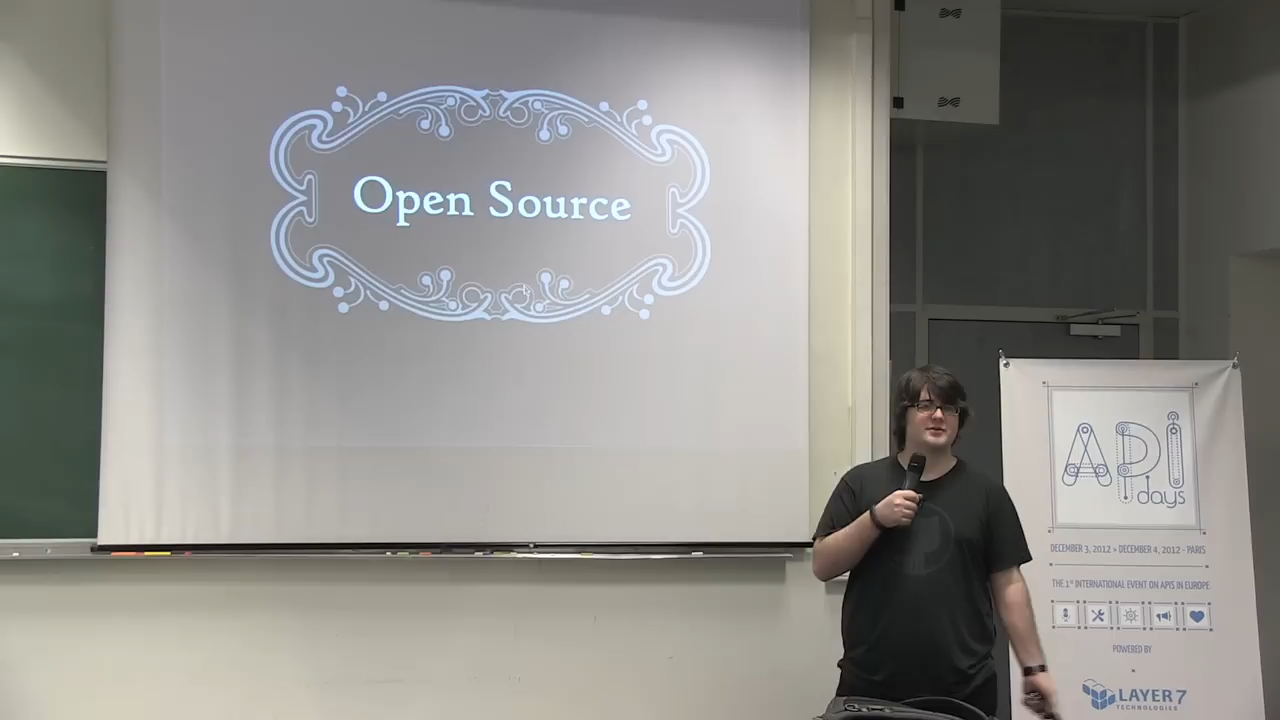 Open Source
API
days
DECEMBER 3, 2012 > DECEMBER 4, 2012 - PARIS
THE 1ST INTERNATIONAL EVENT ON APIS IN EUROPE
POWERED BY
LAYER 7
TECHNOLOGIES